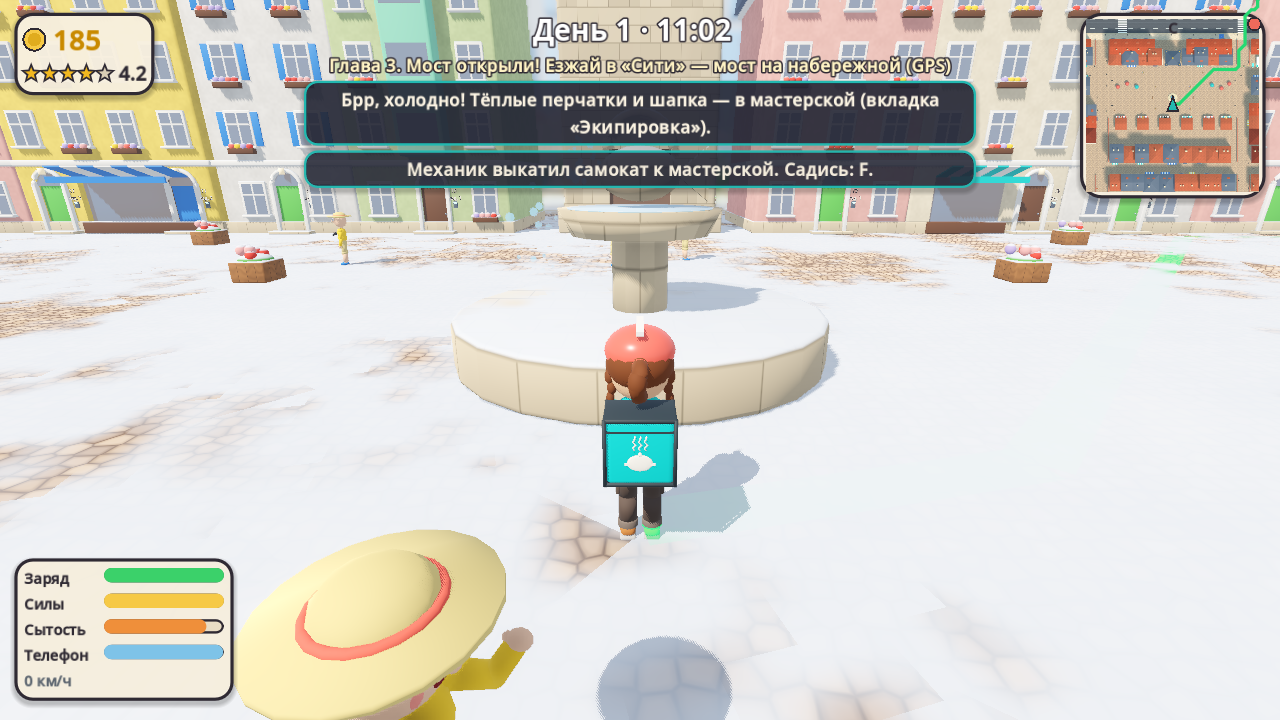 185
4.2
День 1 · 11:02
Глава 3. Мост открыли! Езжай в «Сити» — мост на набережной (GPS)
Брр, холодно! Тёплые перчатки и шапка — в мастерской (вкладка
«Экипировка»).
Механик выкатил самокат к мастерской. Садись: F.
Заряд
Силы
Сытость
Телефон
0 км/ч